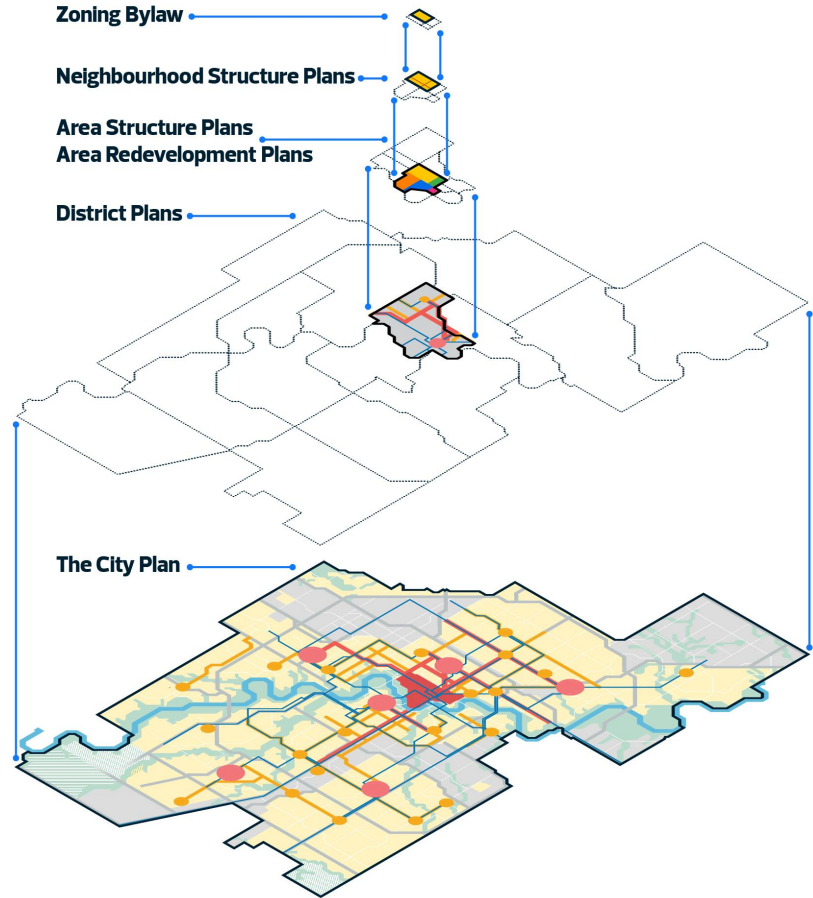 Zoning Bylaw
Neighbourhood Structure Plans
Area Structure Plans
Area Redevelopment Plans
District Plans
The City Plan